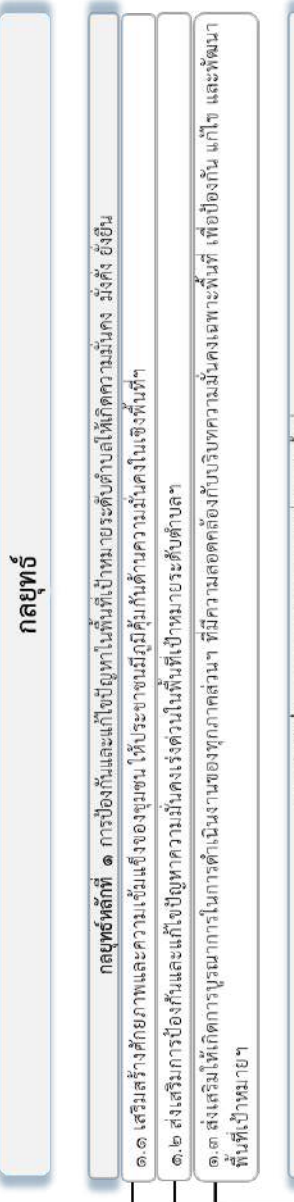 กลยุทธ์
กลยุทธ์หลักที่ ๑ การป้องกันและแก้ไขปัญหาในพื้นที่เป้าหมายระดับตำบลให้เกิดความมั่นคง มั่งคั่ง ยั่งยืน
๑.๑ เสริมสร้างศักยภาพและความเข้มแข็งของชุมชน ให้ประชาชนมีภูมิคุ้มกันด้านความมั่นคงในเชิงพื้นที่ฯ
๑.๒ ส่งเสริมการป้องกันและแก้ไขปัญหาความมั่นคงเร่งด่วนในพื้นที่เป้าหมายระดับตำบลฯ
๑.๓ ส่งเสริมให้เกิดการบูรณาการในการดำเนินงานของทุกภาคส่วนฯ ที่มีความสอดคล้องกับบริบทความมั่นคงเฉพาะพื้นที่ เพื่อป้องกัน แก้ไข และพัฒนา
พื้นที่เป้าหมายฯ